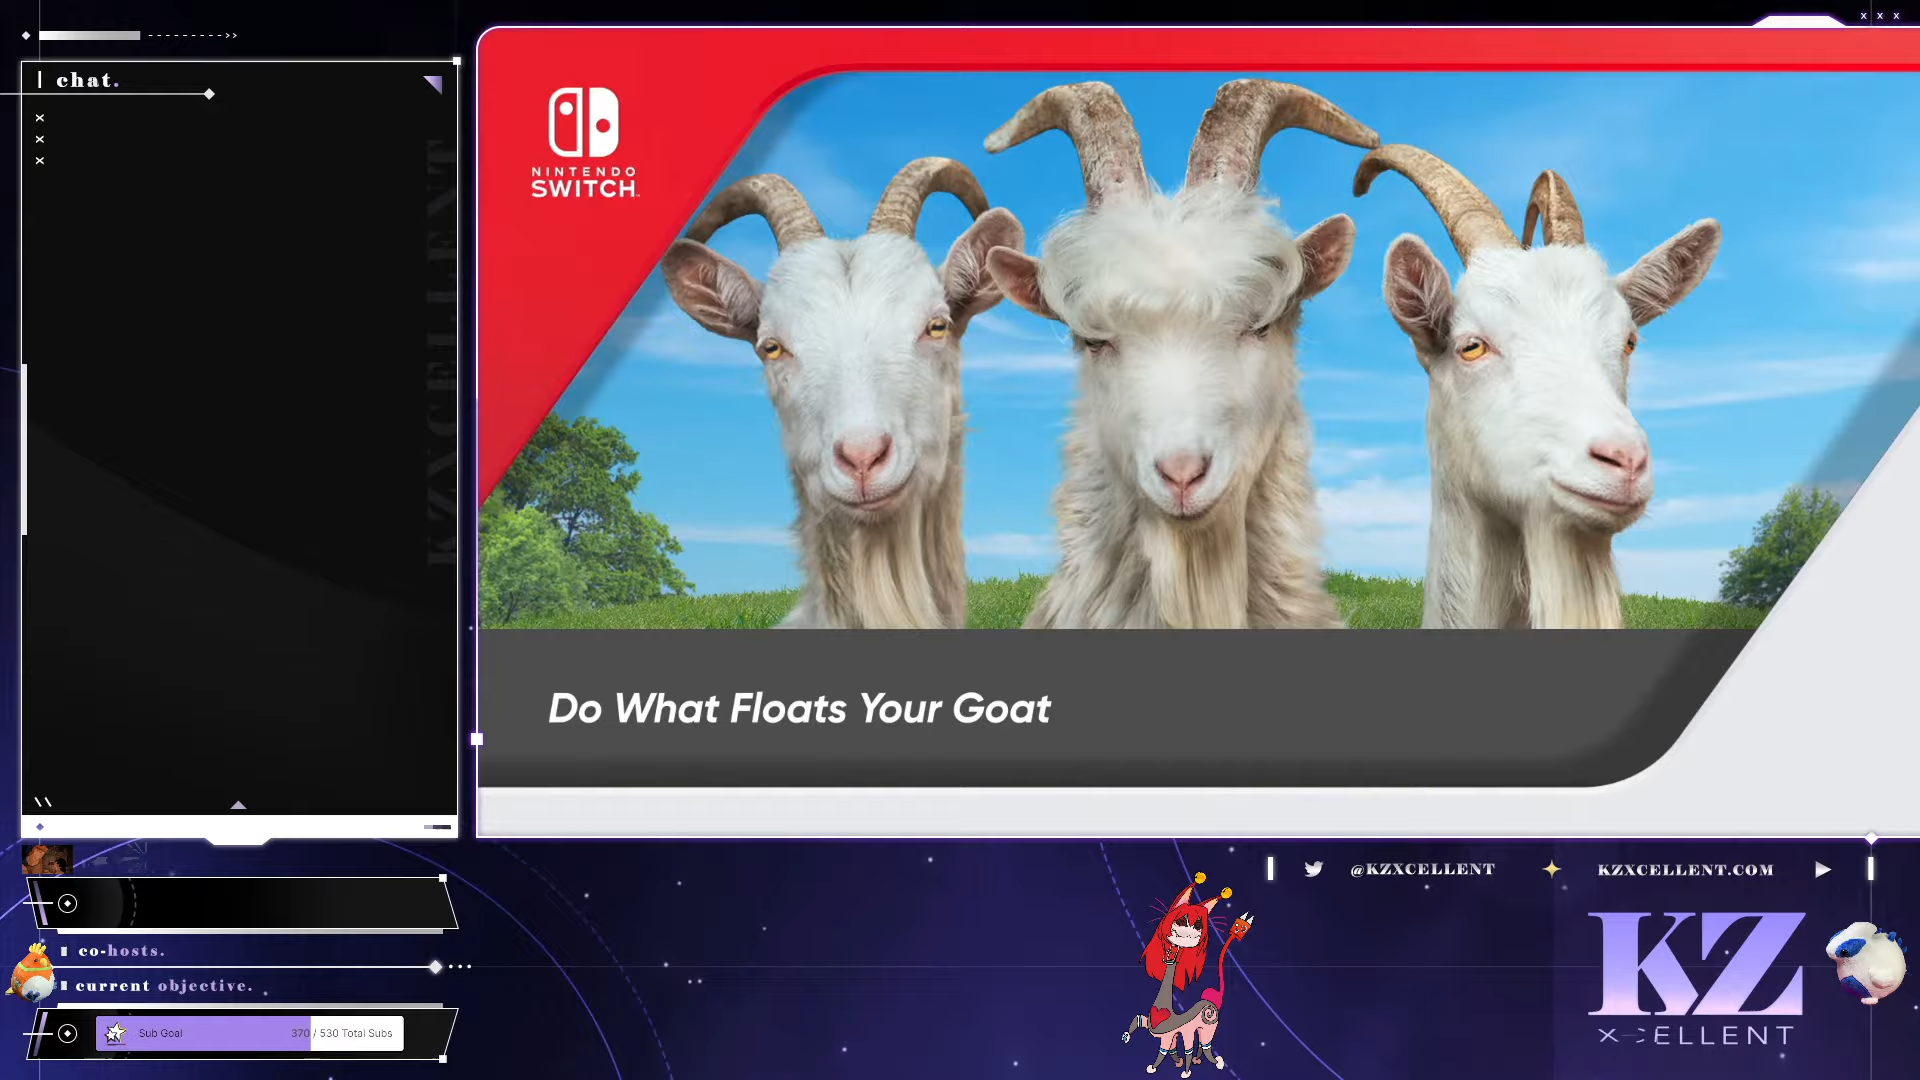 chat.
KZXCELLENT
NINTENDO
SWITCH
Do What Floats Your Goat
@KZXCELLENT
KZXCELLENT.COM
co-hosts.
current objective.
Sub Goal
370 / 530 Total Subs
KZ